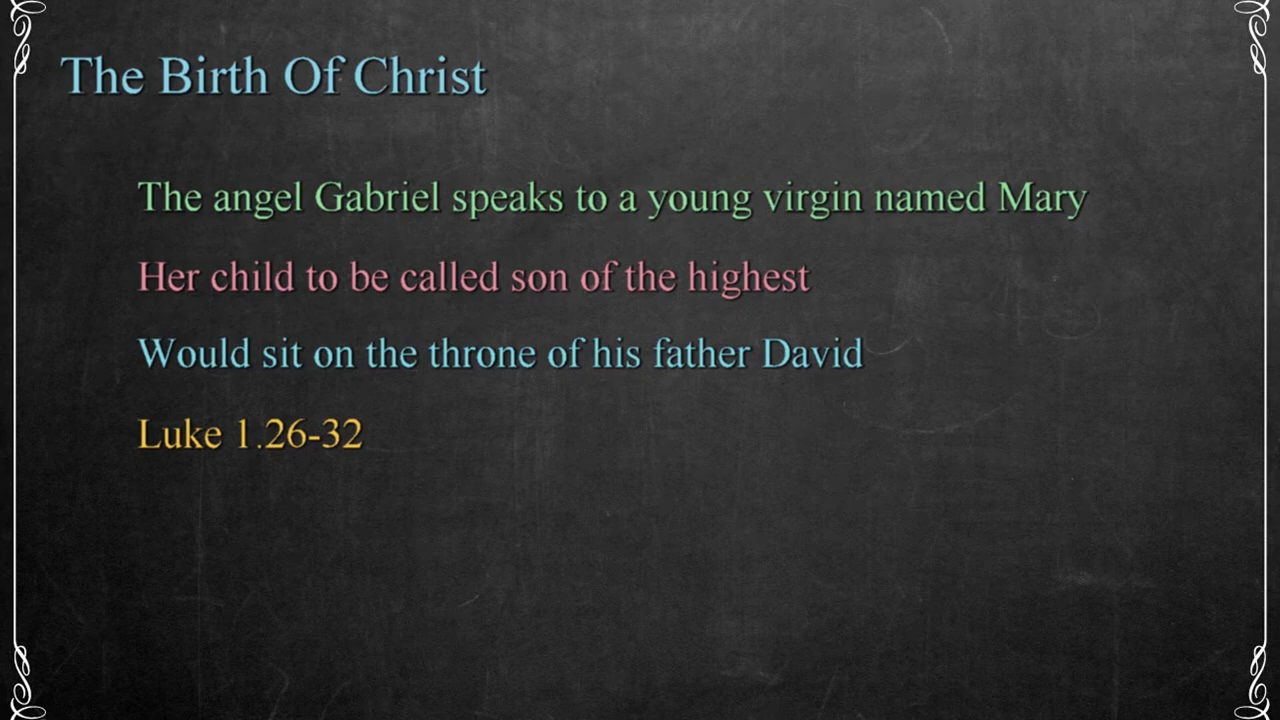 The Birth Of Christ
The angel Gabriel speaks to a young virgin named Mary
Her child to be called son of the highest
Would sit on the throne of his father David
Luke 1.26-32